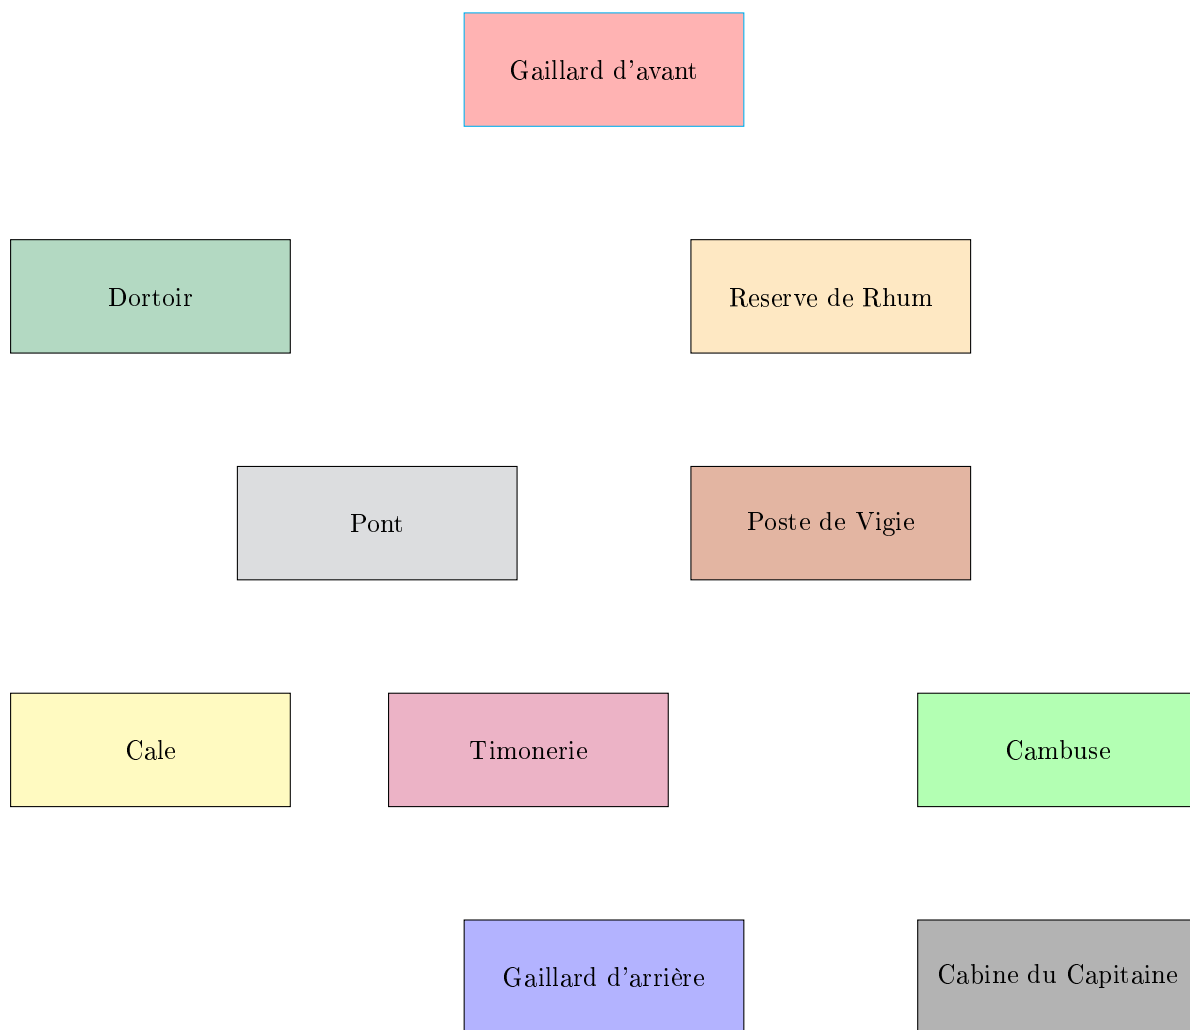 Gaillard d'avant
Dortoir
Reserve de Rhum
Pont
Poste de Vigie
Cale
Timonerie
Cambuse
Gaillard d'arrière
Cabine du Capitaine